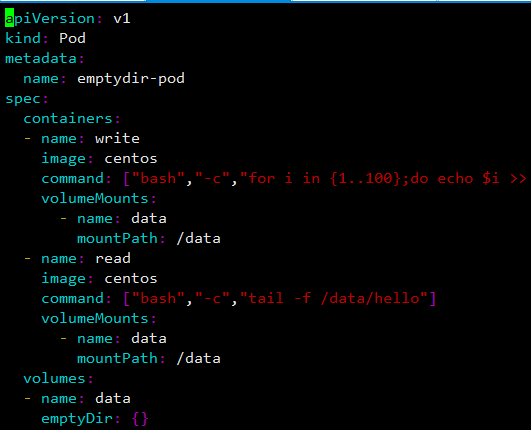 apiVersion: v1
kind: Pod
metadata:
  name: emptydir-pod
spec:
  containers:
  - name: write
    image: centos
    command: ["bash","-c","for i in {1..100};do echo $i >>
    volumeMounts:
      - name: data
        mountPath: /data
  - name: read
    image: centos
    command: ["bash","-c","tail -f /data/hello"]
    volumeMounts:
      - name: data
        mountPath: /data
  volumes:
  - name: data
    emptyDir: {}